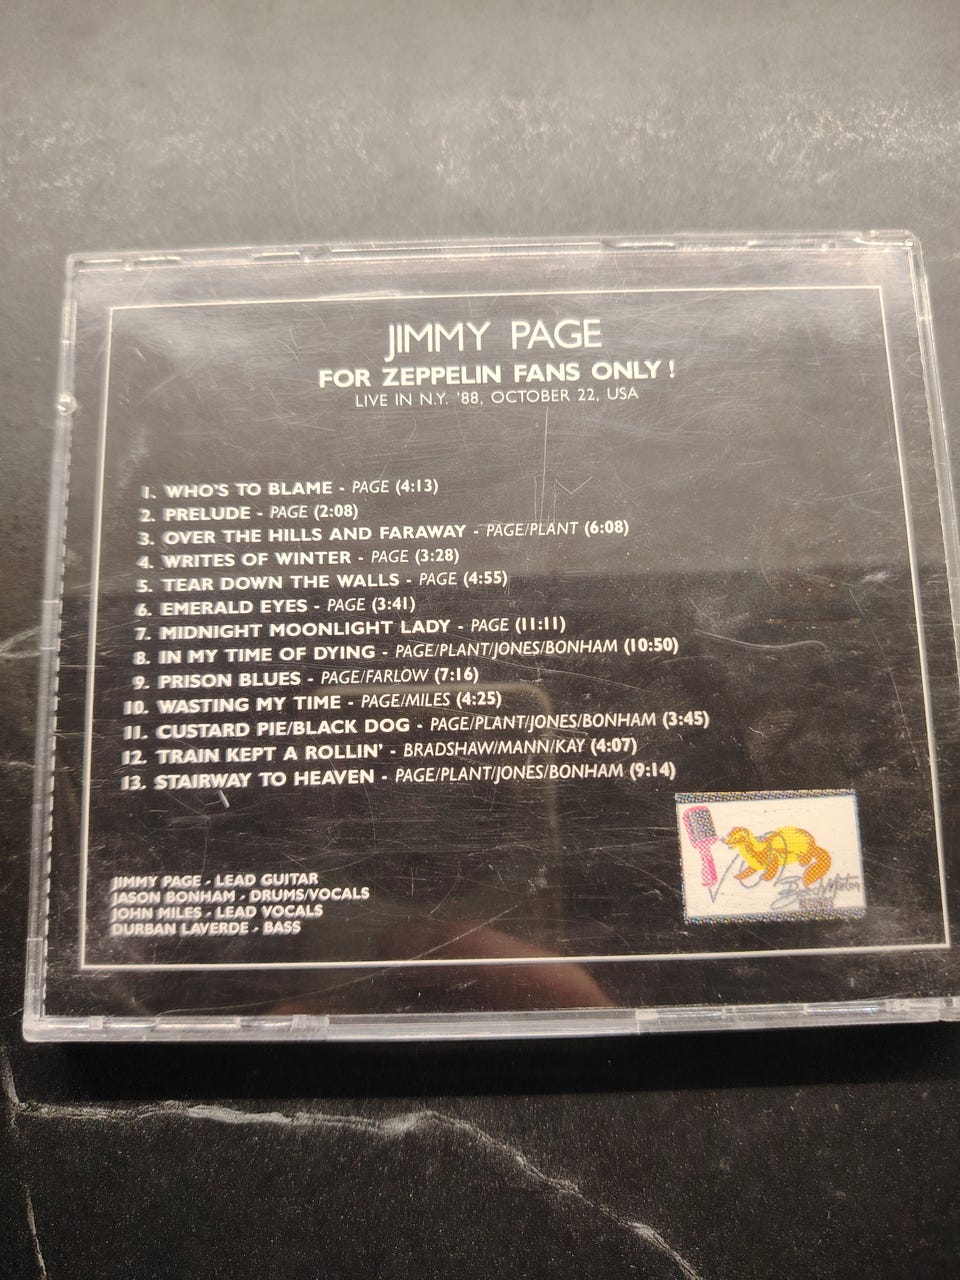 JIMMY PAGE
FOR ZEPPELIN FANS ONLY !
LIVE IN N.Y. '88, OCTOBER 22, USA
1. WHO'S TO BLAME - PAGE (4:13)
2. PRELUDE - PAGE (2:08)
3. OVER THE HILLS AND FARAWAY - PAGE/PLANT (6:08)
4. WRITES OF WINTER - PAGE (3:28)
5. TEAR DOWN THE WALLS - PAGE (4:55)
6. EMERALD EYES - PAGE (3:41)
7. MIDNIGHT MOONLIGHT LADY - PAGE (11:11)
8. IN MY TIME OF DYING - PAGE/PLANT/JONES/BONHAM (10:50)
9. PRISON BLUES - PAGE/FARLOW (7:16)
10. WASTING MY TIME - PAGE/MILES (4:25)
11. CUSTARD PIE/BLACK DOG - PAGE/PLANT/JONES/BONHAM (3:45)
12. TRAIN KEPT A ROLLIN' - BRADSHAW/MANN/KAY (4:07)
13. STAIRWAY TO HEAVEN - PAGE/PLANT/JONES/BONHAM (9:14)
JIMMY PAGE - LEAD GUITAR
JASON BONHAM - DRUMS/VOCALS
JOHN MILES - LEAD VOCALS
DURBAN LAVERDE - BASS
Beech Marten